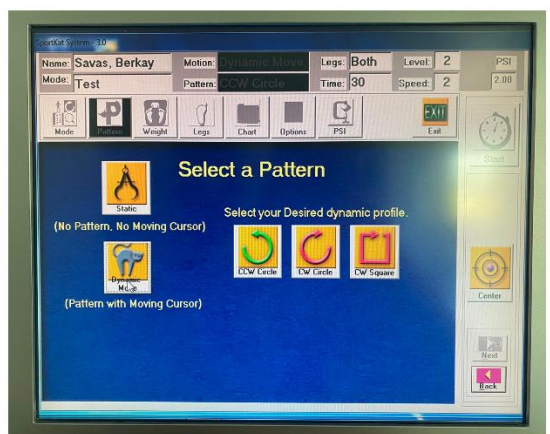 SportKat System - 3.0
Name: Savas, Berkay Motion: Dynamic Move Legs: Both Level: 2 PSI
Mode: Test Pattern: CCW Circle Time: 30 Speed: 2 2.00
Mode Pattern Weight Legs Chart Options PSI Exit
EXIT
Start
Select a Pattern
Static
(No Pattern, No Moving Cursor)
Select your Desired dynamic profile.
CCW Circle CW Circle CW Square
Dynamic
Move
(Pattern with Moving Cursor)
Center
Next
Back